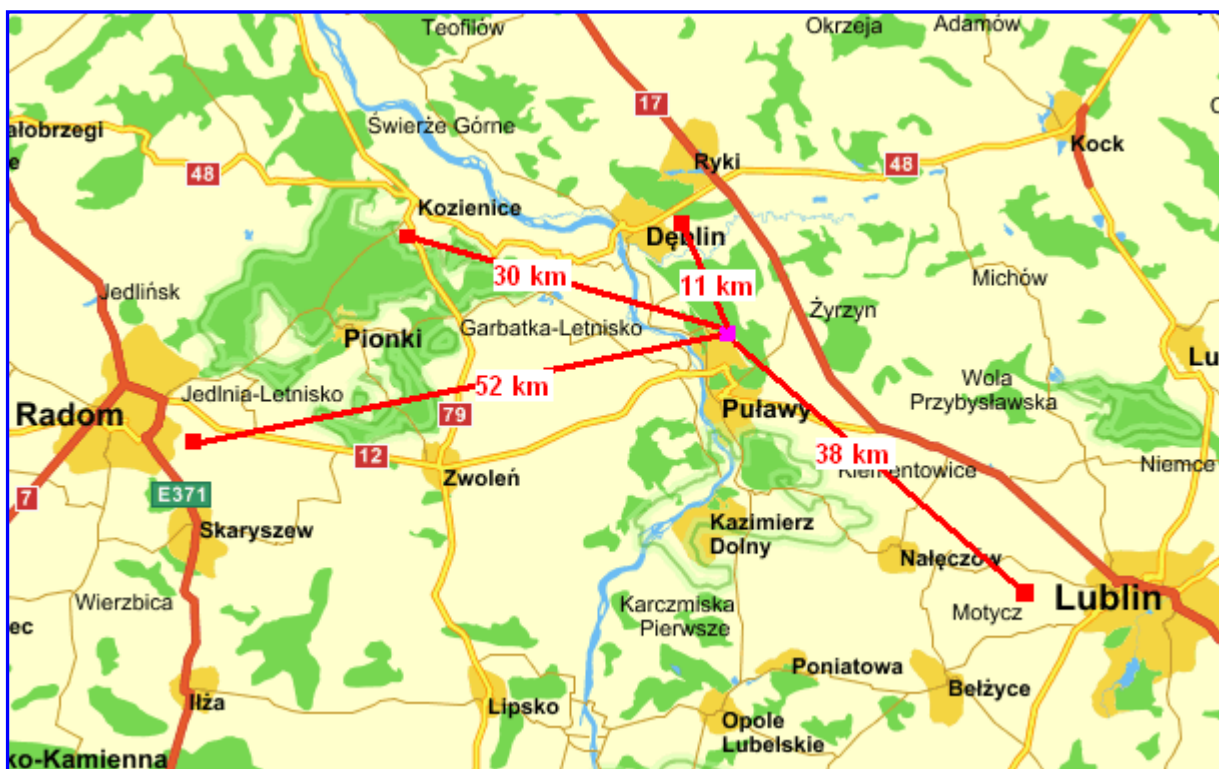 Teofilów
Okrzeja
Adamów
17
ałobrzegi
Świerże Górne
Kock
48
Ryki
48
Kozienice
Dęblin
30 km
11 km
Michów
Jedlińsk
Garbatka-Letnisko
Żyrzyn
Pionki
Lu
52 km
Jedlnia-Letnisko
Wola
Przybysławska
Radom
79
Puławy
12
38 km
Klementowice
Niemce
Zwoleń
7
E371
Skaryszew
Kazimierz
Dolny
Nałęczów
Wierzbica
Karczmiska
Pierwsze
Motycz
Lublin
ec
Poniatowa
Bełżyce
Iłża
Lipsko
Opole
Lubelskie
ko-Kamienna